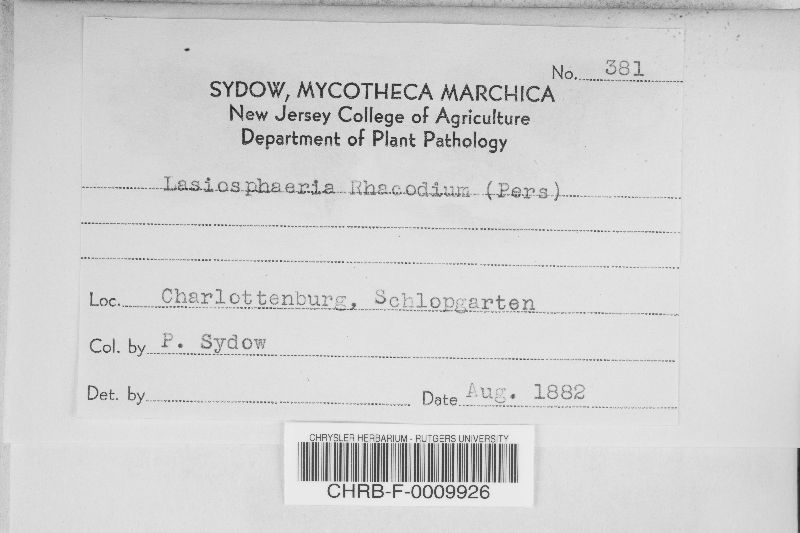 No. 381
SYDOW, MYCOTHECA MARCHICA
New Jersey College of Agriculture
Department of Plant Pathology
Lasiosphaeria Rhacodium (Pers)
Loc. Charlottenburg, Schlopgarten
Col. by P. Sydow
Det. by
Date Aug. 1882
CHRYSLER HERBARIUM - RUTGERS UNIVERSITY
CHRB-F-0009926